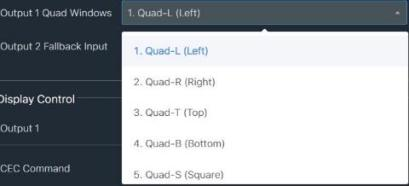 Output 1 Quad Windows
1. Quad-L (Left)
Output 2 Fallback Input
1. Quad-L (Left)
2. Quad-R (Right)
3. Quad-T (Top)
Display Control
Output 1
4. Quad-B (Bottom)
CEC Command
5. Quad-S (Square)